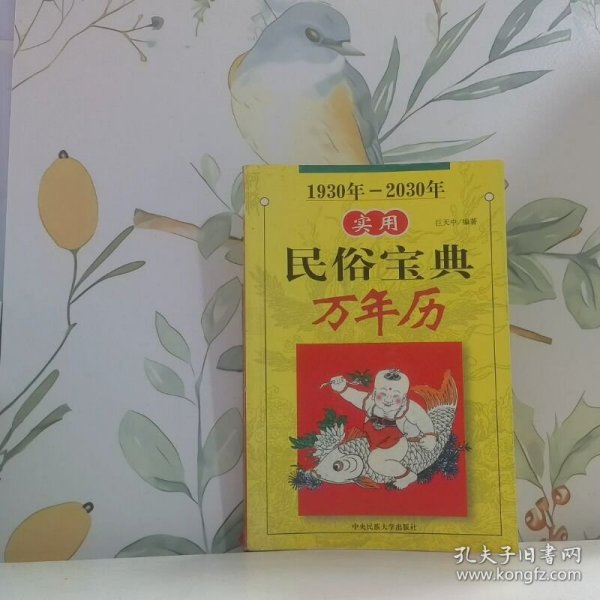 1930年-2030年
实用
巨天中/编著
民俗宝典
万年历
中央民族大学出版社
孔夫子旧书网
www.kongfz.com